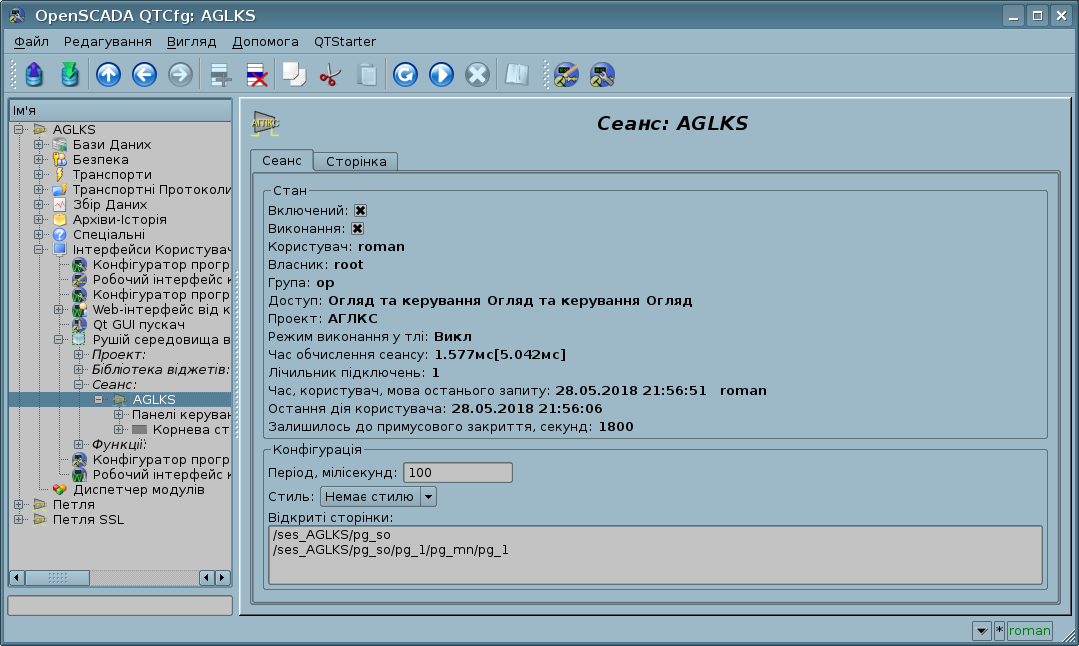 OpenSCADA QTCfg: AGLKS
Файл Редагування Вигляд Допомога QTStarter
Ім'я
AGLKS
Бази Даних
Безпека
Транспорти
Транспортні Протоколи
Збір Даних
Архіви-Історія
Спеціальні
Інтерфейси Користувач
Конфігуратор прогр
Робочий інтерфейс к
Конфігуратор прогр
Web-інтерфейс від к
Qt GUI пускач
Рушій середовища в
Проект:
Бібліотека віджетів:
Сеанс:
AGLKS
Панелі керуван
Корнева ст
Функції:
Конфігуратор прогр
Робочий інтерфейс к
Диспетчер модулів
Петля
Петля SSL
АГЛКС
Сеанс: AGLKS
Сеанс Сторінка
Стан
Включений:
Виконання:
Користувач: roman
Власник: root
Група: op
Доступ: Огляд та керування Огляд та керування Огляд
Проект: АГЛКС
Режим виконання у тлі: Викл
Час обчислення сеансу: 1.577мс[5.042мс]
Лічильник підключень: 1
Час, користувач, мова останього запиту: 28.05.2018 21:56:51 roman
Остання дія користувача: 28.05.2018 21:56:06
Залишилось до примусового закриття, секунд: 1800
Конфігурація
Період, мілісекунд: 100
Стиль: Немає стилю
Відкриті сторінки:
/ses_AGLKS/pg_so
/ses_AGLKS/pg_so/pg_1/pg_mn/pg_1
* roman